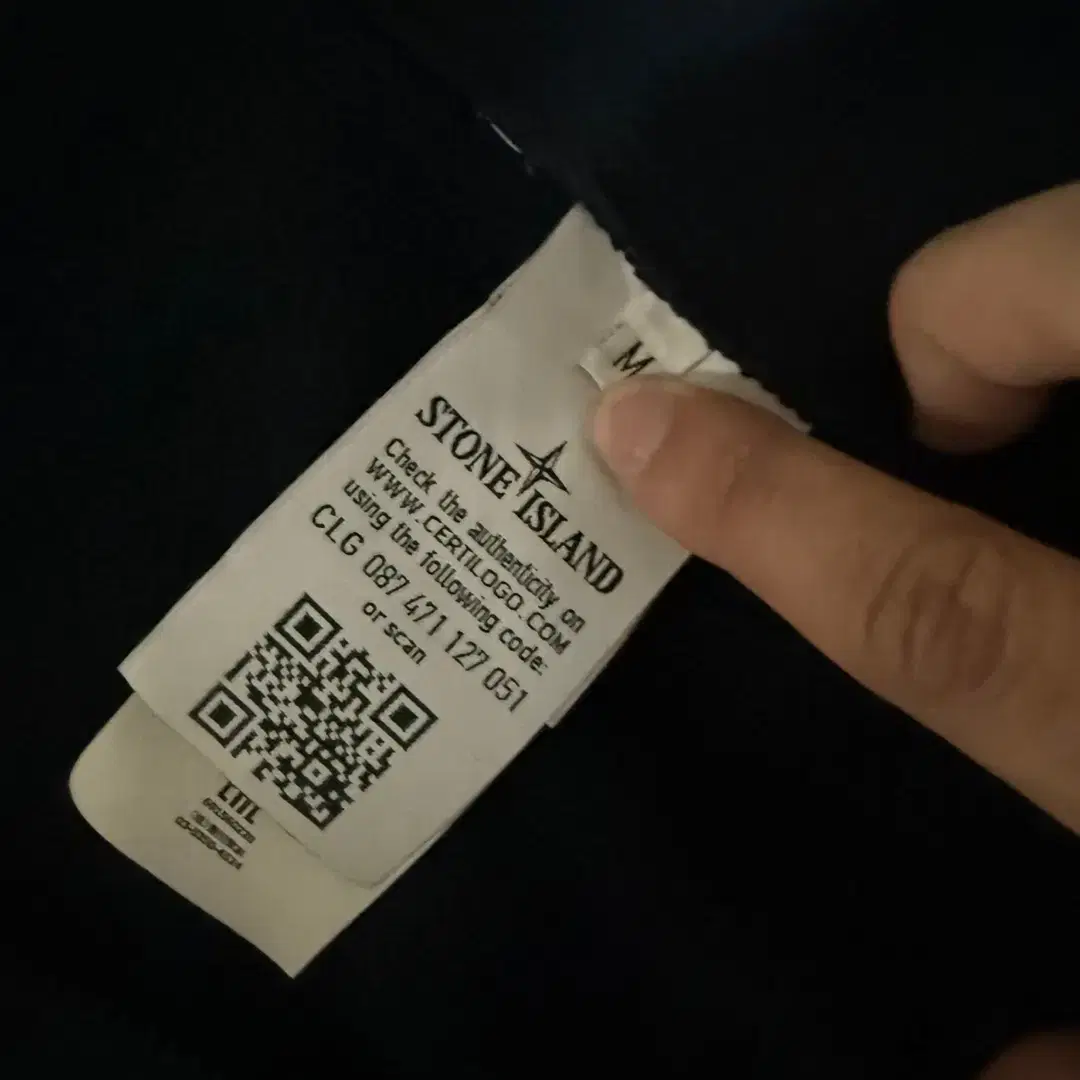 M
STONE ISLAND
Check the authenticity on
WWW.CERTILOGO.COM
using the following code:
CLG 087 471 127 051
or scan